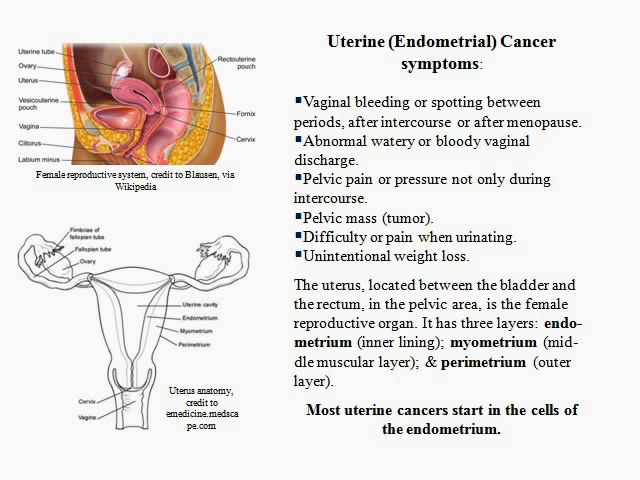 Uterine tube
Ovary
Uterus
Vesicouterine
pouch
Vagina
Clitoris
Labium minus
Rectouterine
pouch
Fornix
Cervix
Female reproductive system, credit to Blausen, via
Wikipedia
Fimbriae of
fallopian tube
Fallopian tube
Ovary
Uterine cavity
Endometrium
Myometrium
Perimetrium
Cervix
Vagina
Uterus anatomy,
credit to
emedicine.medsca
pe.com
Uterine (Endometrial) Cancer
symptoms:
▪Vaginal bleeding or spotting between
periods, after intercourse or after menopause.
▪Abnormal watery or bloody vaginal
discharge.
▪Pelvic pain or pressure not only during
intercourse.
▪Pelvic mass (tumor).
▪Difficulty or pain when urinating.
▪Unintentional weight loss.
The uterus, located between the bladder and
the rectum, in the pelvic area, is the female
reproductive organ. It has three layers: endo-
metrium (inner lining); myometrium (mid-
dle muscular layer); & perimetrium (outer
layer).
Most uterine cancers start in the cells of
the endometrium.